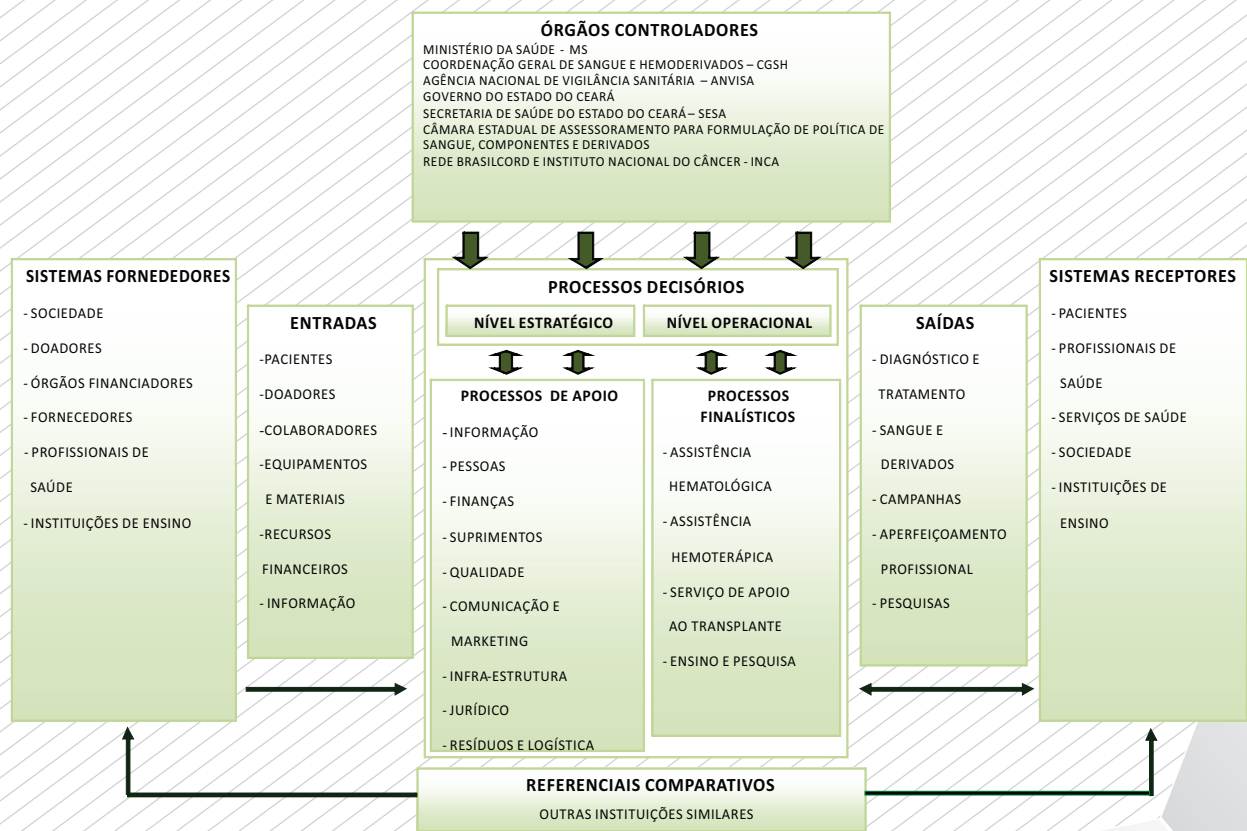 ÓRGÃOS CONTROLADORES
MINISTÉRIO DA SAÚDE - MS
COORDENAÇÃO GERAL DE SANGUE E HEMODERIVADOS – CGSH
AGÊNCIA NACIONAL DE VIGILÂNCIA SANITÁRIA – ANVISA
GOVERNO DO ESTADO DO CEARÁ
SECRETARIA DE SAÚDE DO ESTADO DO CEARÁ – SESA
CÂMARA ESTADUAL DE ASSESSORAMENTO PARA FORMULAÇÃO DE POLÍTICA DE
SANGUE, COMPONENTES E DERIVADOS
REDE BRASILCORD E INSTITUTO NACIONAL DO CÂNCER - INCA
SISTEMAS FORNEDEDORES
- SOCIEDADE
- DOADORES
- ÓRGÃOS FINANCIADORES
- FORNECEDORES
- PROFISSIONAIS DE
SAÚDE
- INSTITUIÇÕES DE ENSINO
ENTRADAS
-PACIENTES
-DOADORES
-COLABORADORES
-EQUIPAMENTOS
E MATERIAIS
-RECURSOS
FINANCEIROS
- INFORMAÇÃO
PROCESSOS DECISÓRIOS
NÍVEL ESTRATÉGICO
NÍVEL OPERACIONAL
PROCESSOS DE APOIO
- INFORMAÇÃO
- PESSOAS
- FINANÇAS
- SUPRIMENTOS
- QUALIDADE
- COMUNICAÇÃO E
MARKETING
- INFRA-ESTRUTURA
- JURÍDICO
- RESÍDUOS E LOGÍSTICA
PROCESSOS
FINALÍSTICOS
- ASSISTÊNCIA
HEMATOLÓGICA
- ASSISTÊNCIA
HEMOTERÁPICA
- SERVIÇO DE APOIO
AO TRANSPLANTE
- ENSINO E PESQUISA
SAÍDAS
- DIAGNÓSTICO E
TRATAMENTO
- SANGUE E
DERIVADOS
- CAMPANHAS
- APERFEIÇOAMENTO
PROFISSIONAL
- PESQUISAS
SISTEMAS RECEPTORES
- PACIENTES
- PROFISSIONAIS DE
SAÚDE
- SERVIÇOS DE SAÚDE
- SOCIEDADE
- INSTITUIÇÕES DE
ENSINO
REFERENCIAIS COMPARATIVOS
OUTRAS INSTITUIÇÕES SIMILARES